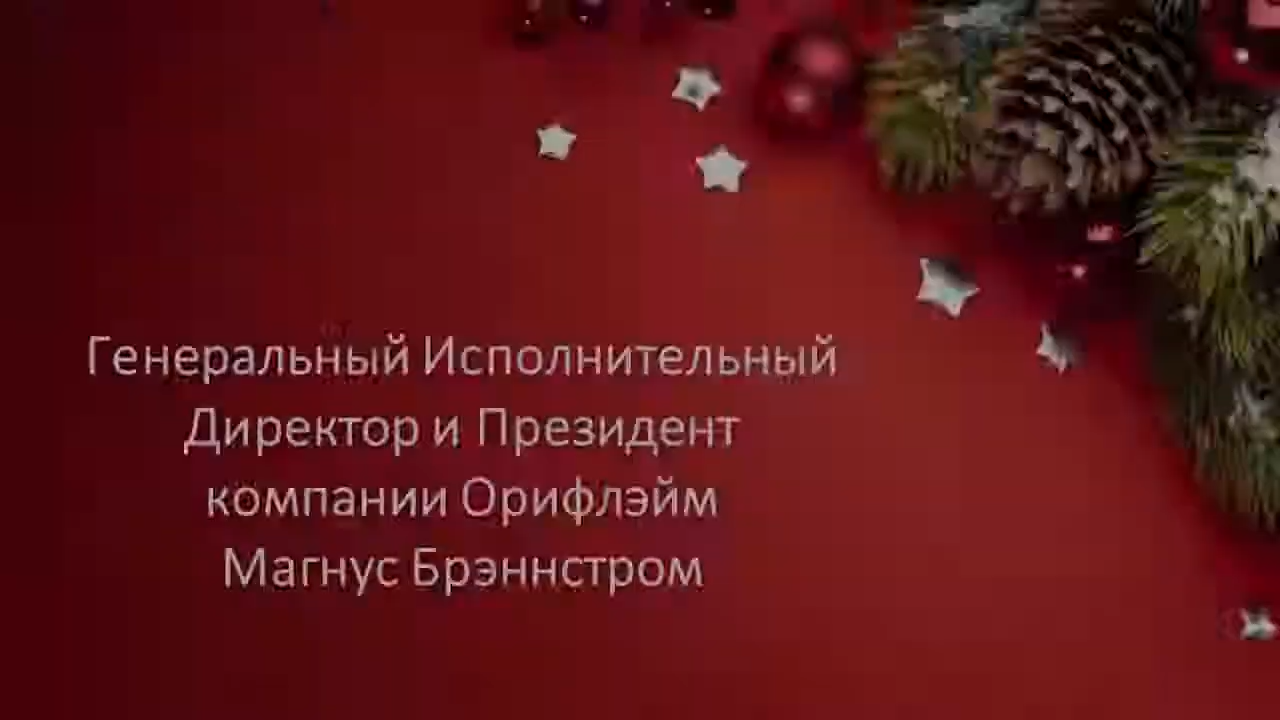 Генеральный Исполнительный
Директор и Президент
компании Орифлэйм
Магнус Брэннстром